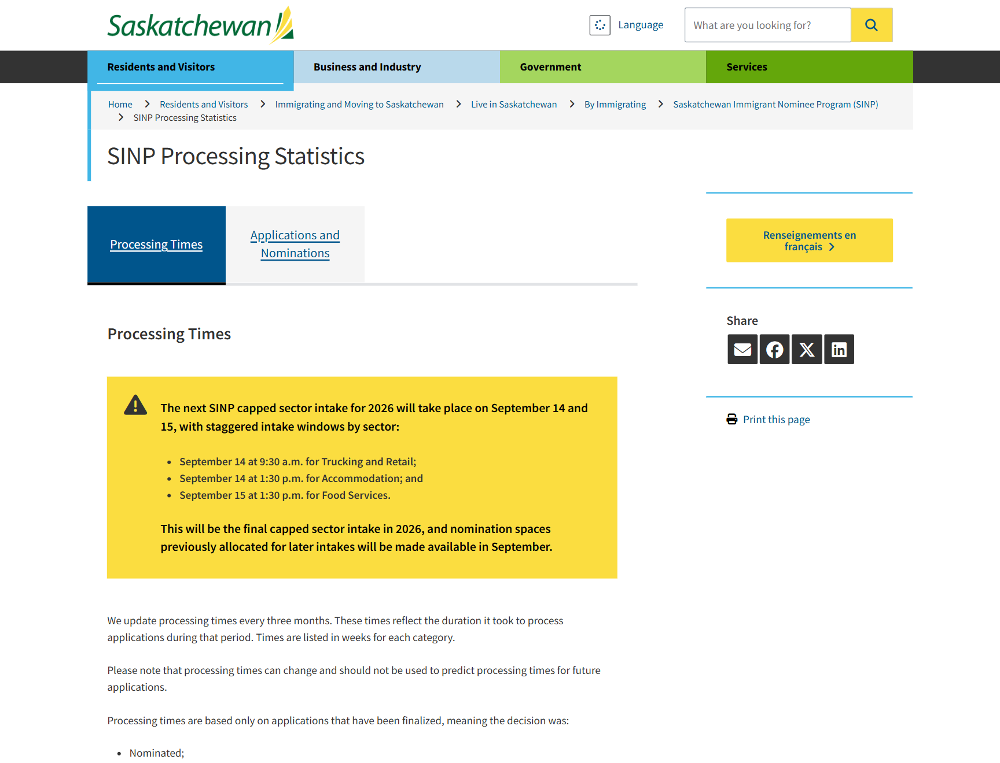 Saskatchewan
Language
What are you looking for?
Residents and Visitors
Business and Industry
Government
Services
Home > Residents and Visitors > Immigrating and Moving to Saskatchewan > Live in Saskatchewan > By Immigrating > Saskatchewan Immigrant Nominee Program (SINP)
> SINP Processing Statistics
SINP Processing Statistics
Processing Times
Applications and
Nominations
Renseignements en
français >
Share
Print this page
Processing Times
The next SINP capped sector intake for 2026 will take place on September 14 and
15, with staggered intake windows by sector:
• September 14 at 9:30 a.m. for Trucking and Retail;
• September 14 at 1:30 p.m. for Accommodation; and
• September 15 at 1:30 p.m. for Food Services.
This will be the final capped sector intake in 2026, and nomination spaces
previously allocated for later intakes will be made available in September.
We update processing times every three months. These times reflect the duration it took to process
applications during that period. Times are listed in weeks for each category.
Please note that processing times can change and should not be used to predict processing times for future
applications.
Processing times are based only on applications that have been finalized, meaning the decision was:
• Nominated;